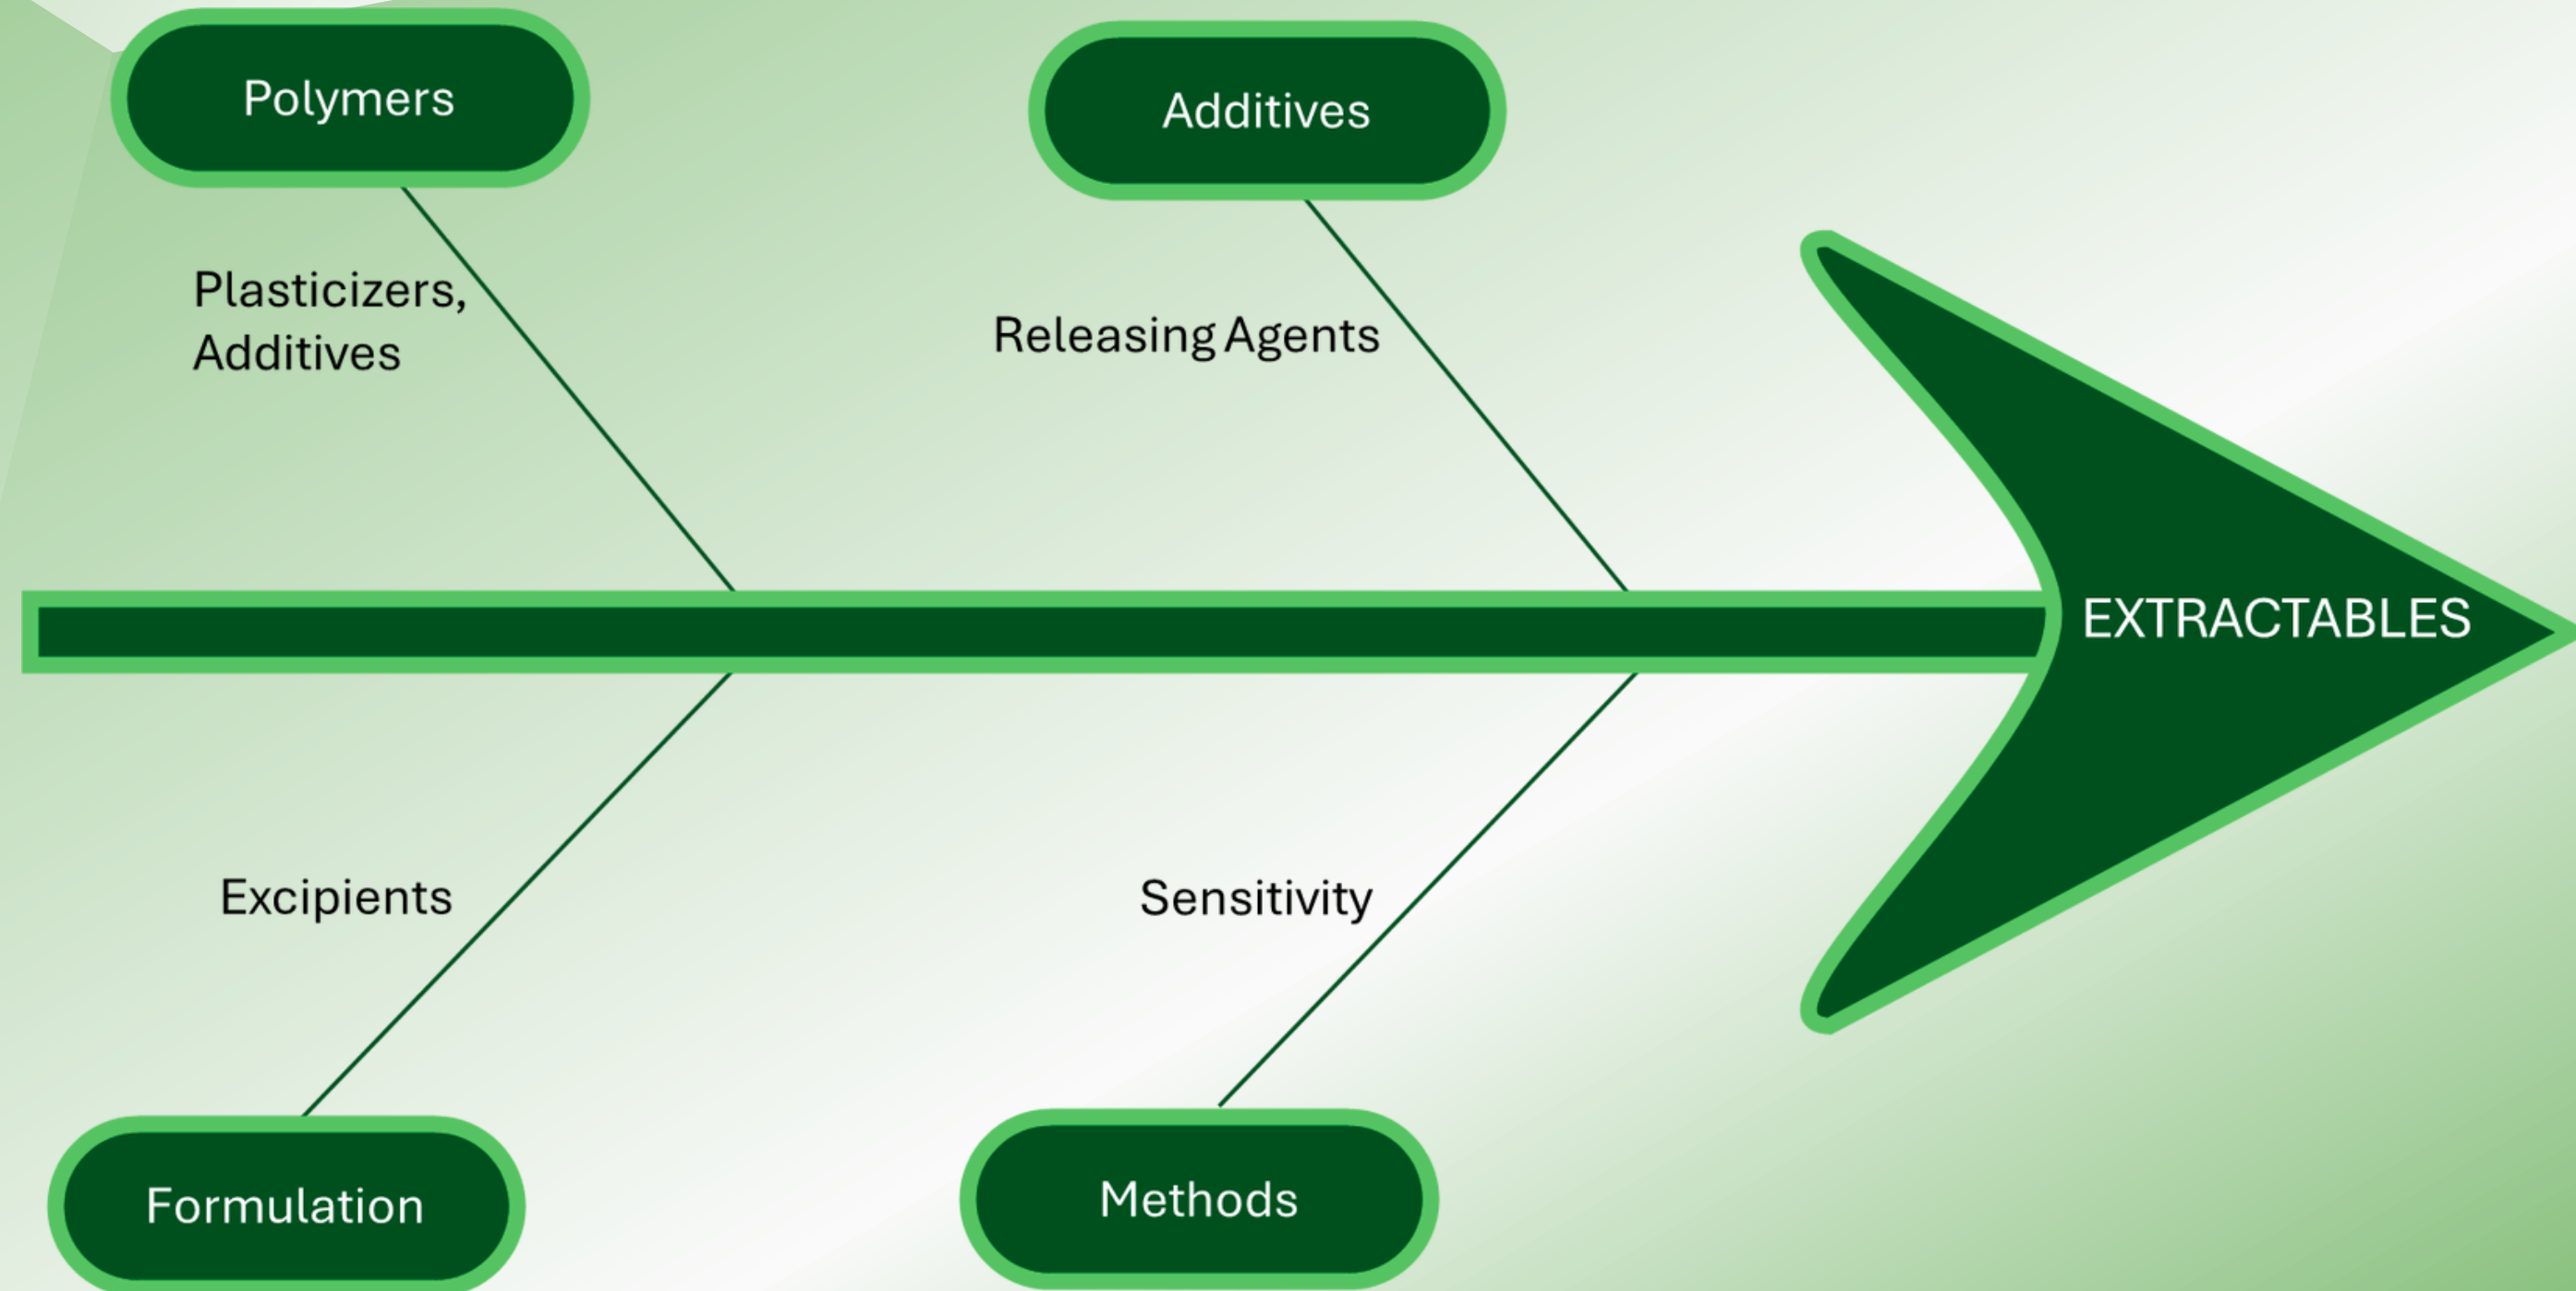 Polymers
Additives
Plasticizers,
Additives
Releasing Agents
EXTRACTABLES
Excipients
Sensitivity
Formulation
Methods